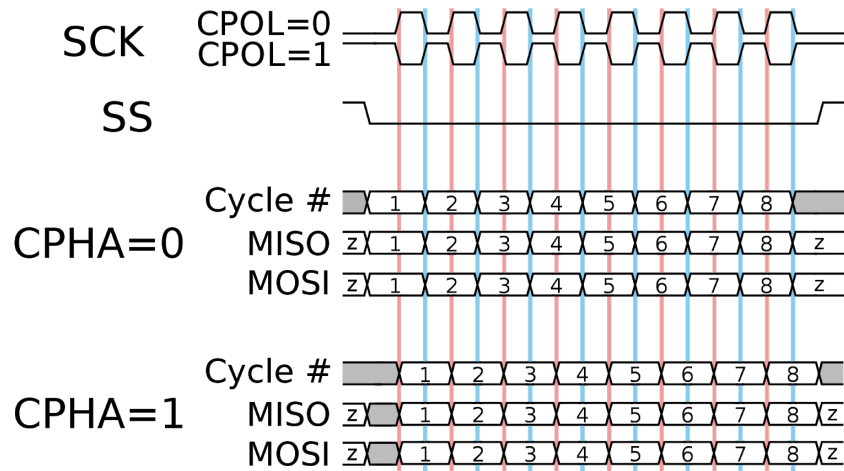 SCK CPOL=0
CPOL=1
SS
Cycle # 1 2 3 4 5 6 7 8
CPHA=0 MISO z 1 2 3 4 5 6 7 8 z
MOSI z 1 2 3 4 5 6 7 8 z
Cycle # 1 2 3 4 5 6 7 8
CPHA=1 MISO z 1 2 3 4 5 6 7 8 z
MOSI z 1 2 3 4 5 6 7 8 z